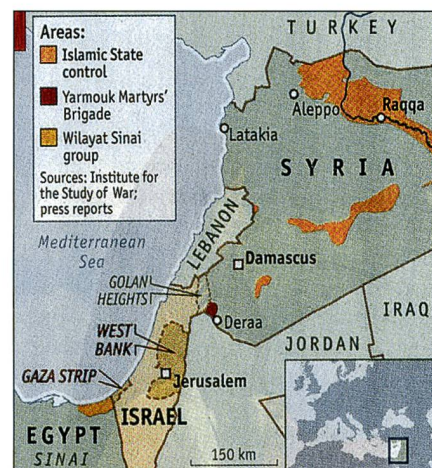 Areas:
Islamic State
control
Yarmouk Martyrs'
Brigade
Wilayat Sinai
group
Sources: Institute for
the Study of War;
press reports
TURKEY
Aleppo
Raqqa
Latakia
SYRIA
LEBANON
Mediterranean
Sea
Damascus
GOLAN
HEIGHTS
IRAQ
Deraa
WEST
BANK
JORDAN
GAZA STRIP
Jerusalem
ISRAEL
EGYPT
SINAI
150 km